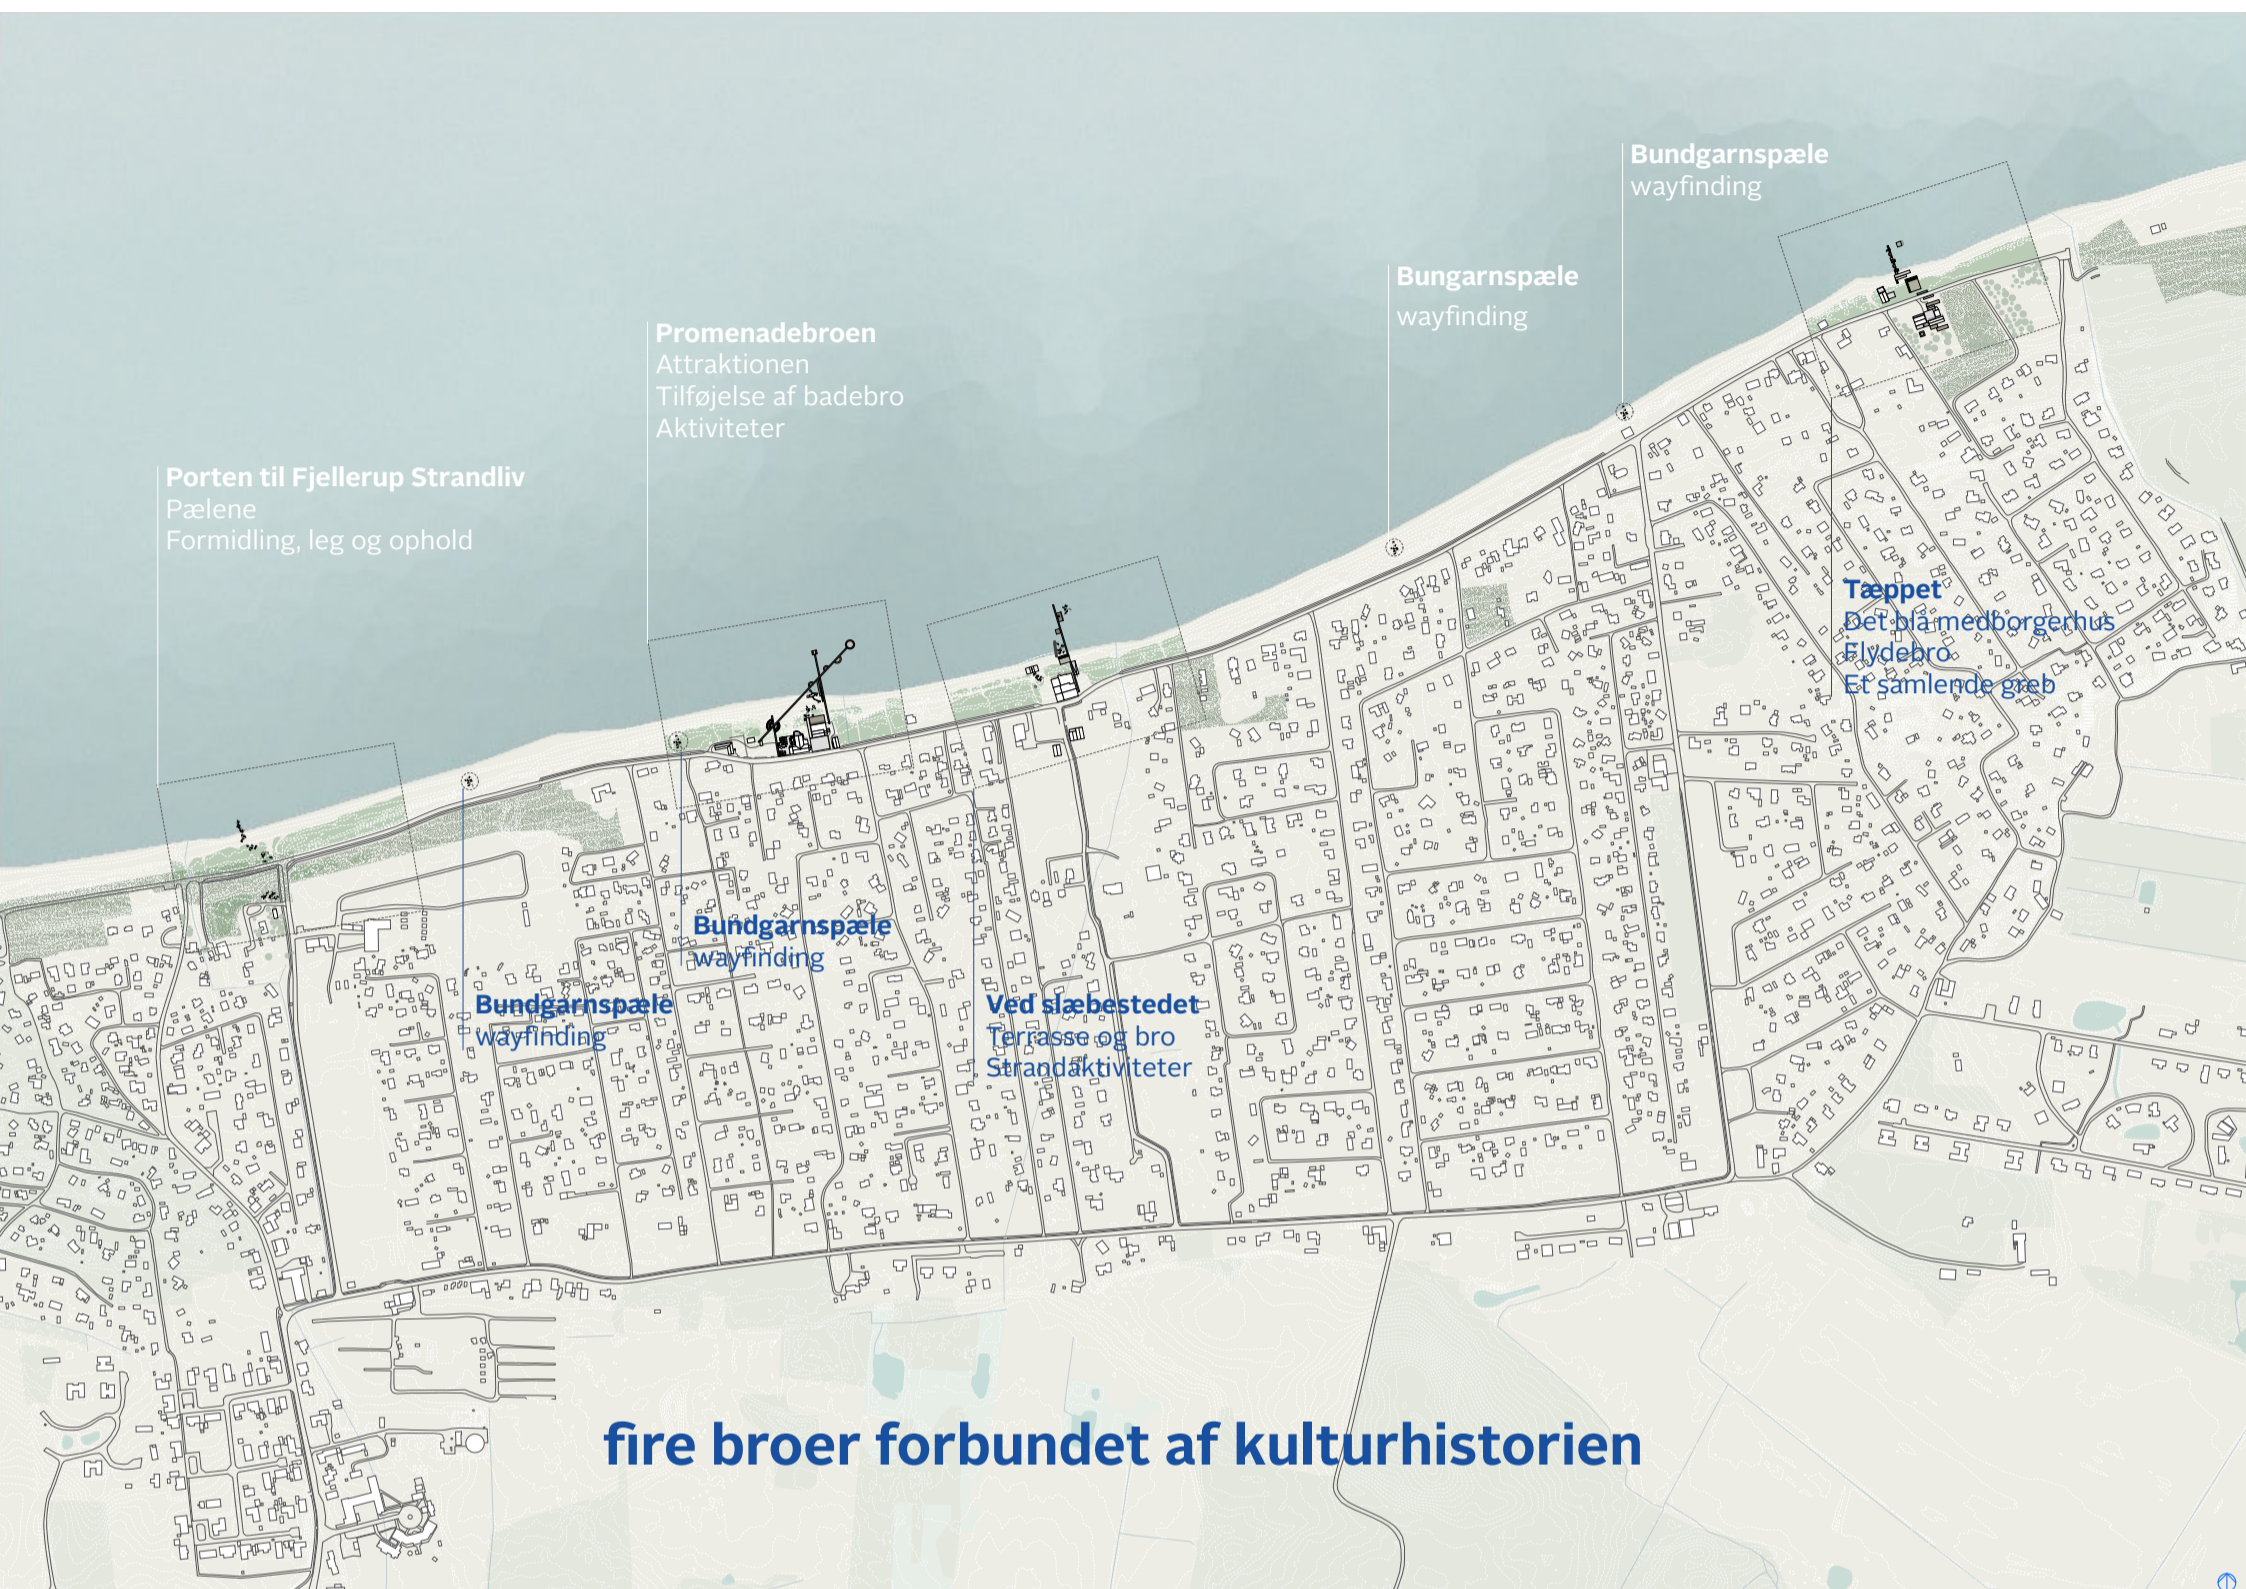 Bundgarnspæle
wayfinding
Bungarnspæle
wayfinding
Promenadebroen
Attraktionen
Tilføjelse af badebro
Aktiviteter
Porten til Fjellerup Strandliv
Pælene
Formidling, leg og ophold
Tæppet
Det blå medborgerhus
Flydebro
Et samlende greb
Bundgarnspæle
wayfinding
Bundgarnspæle
wayfinding
Ved slæbestedet
Terrasse og bro
Strandaktiviteter
fire broer forbundet af kulturhistorien